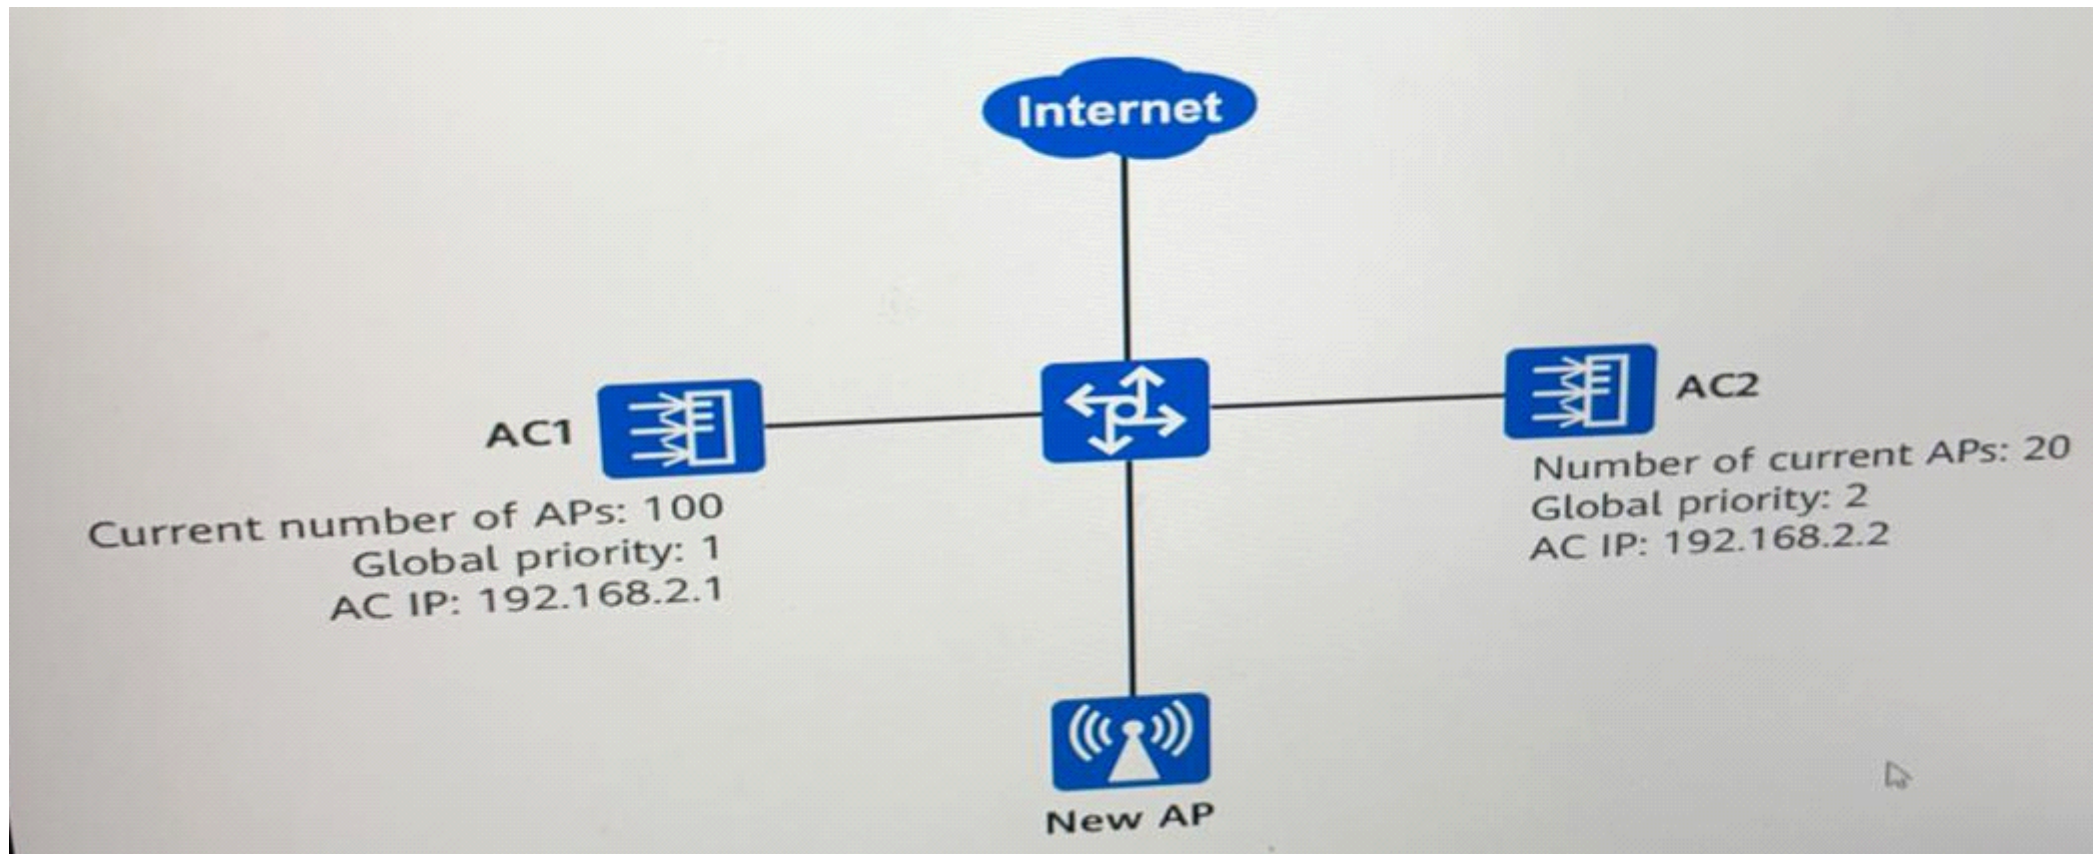 Internet
AC1
Current number of APs: 100
Global priority: 1
AC IP: 192.168.2.1
AC2
Number of current APs: 20
Global priority: 2
AC IP: 192.168.2.2
New AP